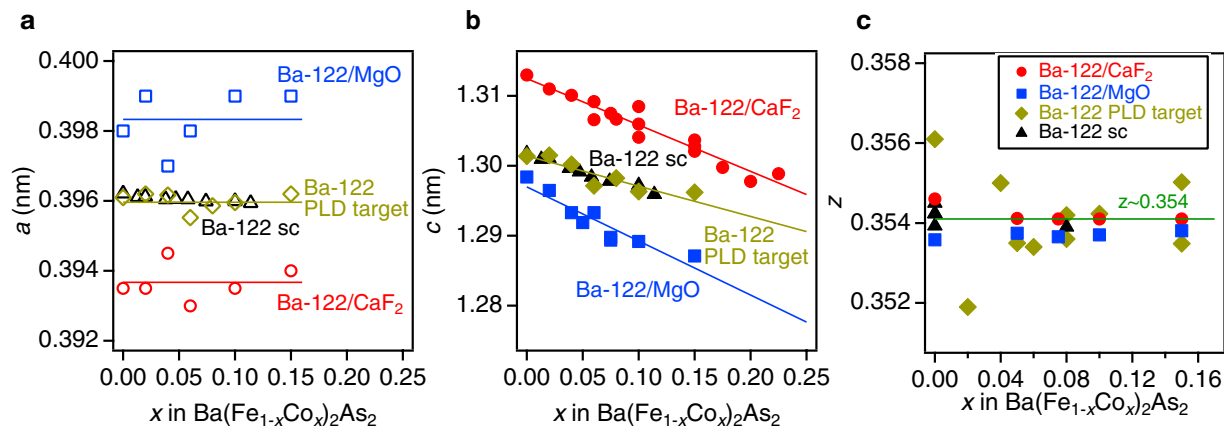 a
0.400
0.398
0.396
0.394
0.392
a (nm)
Ba-122/MgO
Ba-122
PLD target
Ba-122 sc
Ba-122/CaF2
0.00 0.05 0.10 0.15 0.20 0.25
x in Ba(Fe1-xCox)2As2
b
1.31
1.30
1.29
1.28
c (nm)
Ba-122/CaF2
Ba-122 sc
Ba-122
PLD target
Ba-122/MgO
0.00 0.05 0.10 0.15 0.20 0.25
x in Ba(Fe1-xCox)2As2
c
0.358
0.356
0.354
0.352
z
Ba-122/CaF2
Ba-122/MgO
Ba-122 PLD target
Ba-122 sc
z~0.354
0.00 0.04 0.08 0.12 0.16
x in Ba(Fe1-xCox)2As2